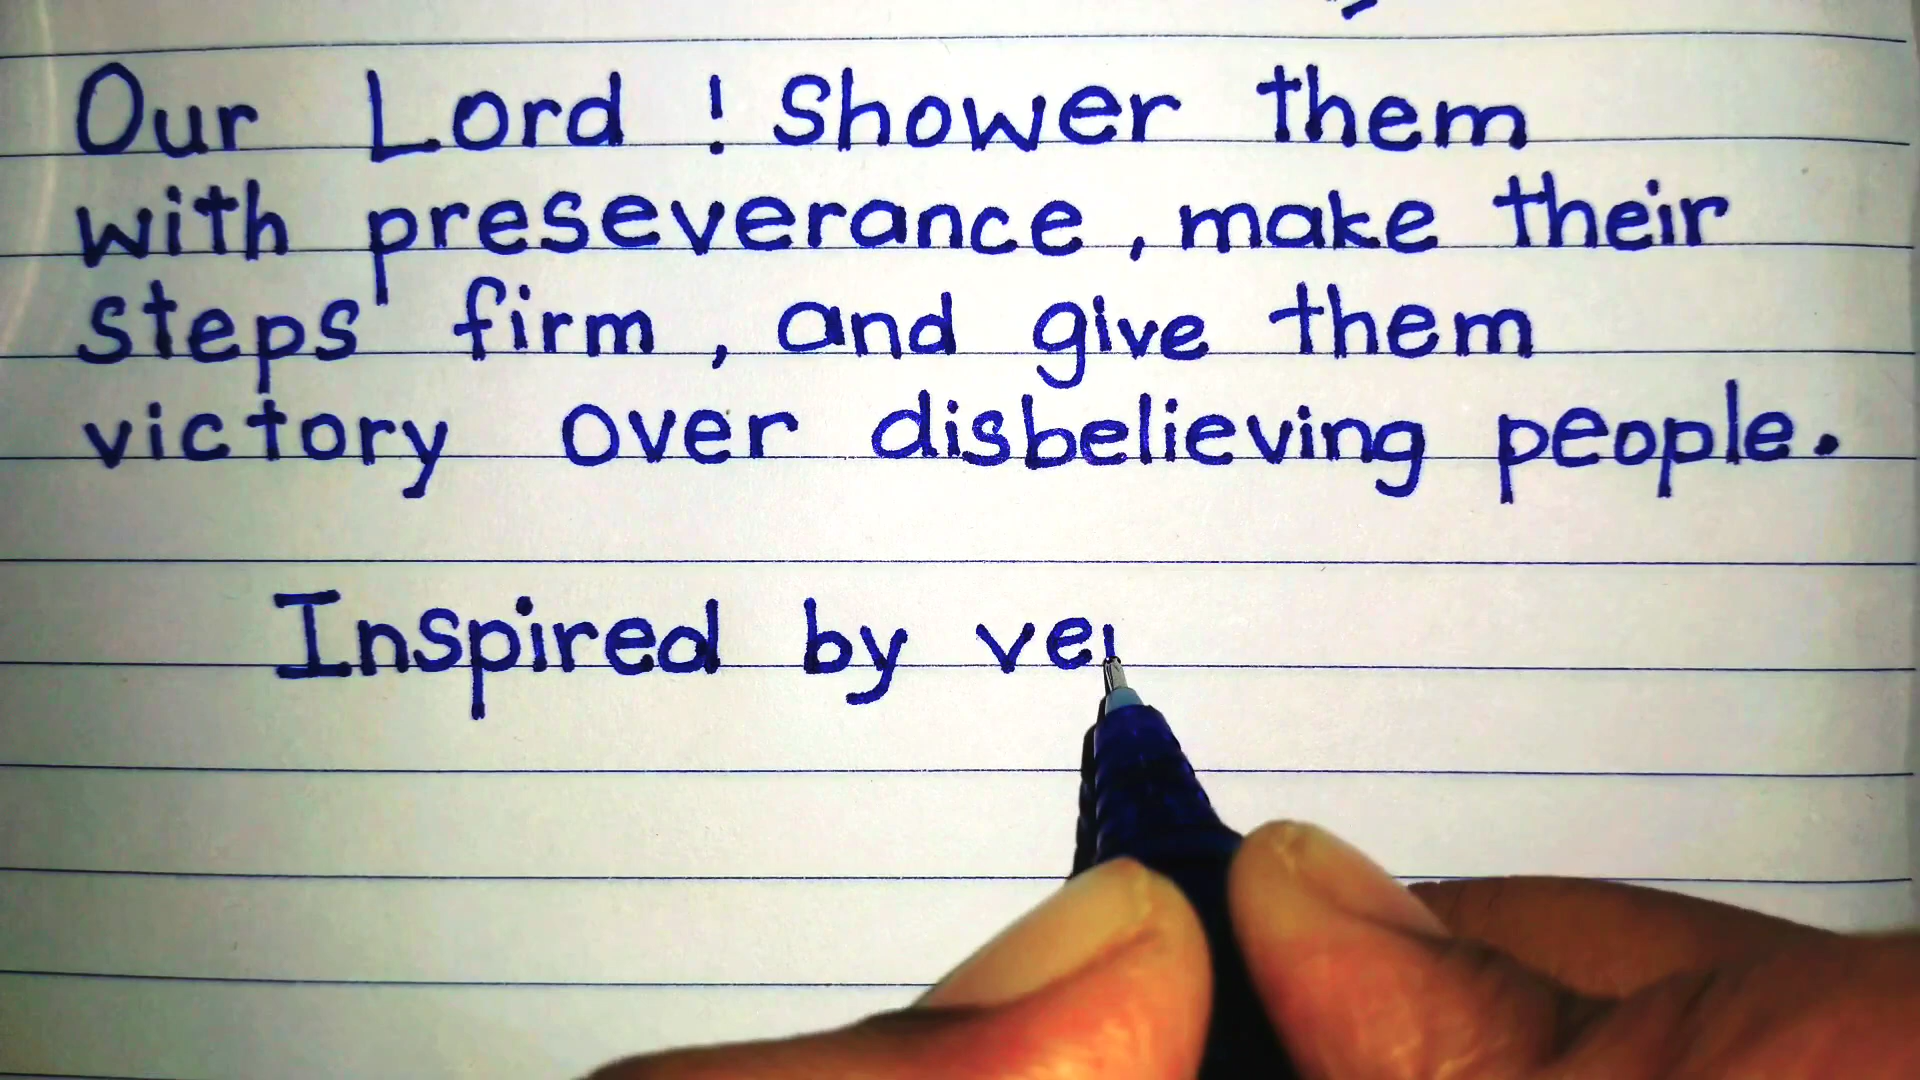 Our Lord ! Shower them
with preseverance, make their
steps firm, and give them
victory over disbelieving people.
Inspired by